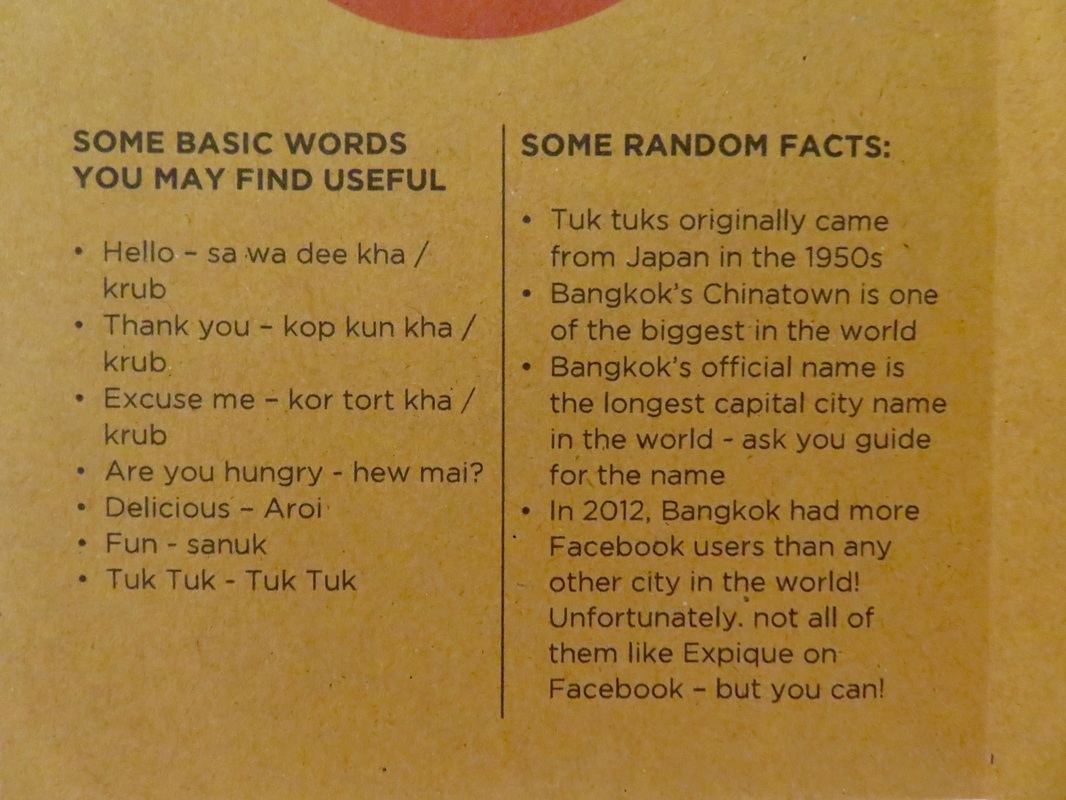 SOME BASIC WORDS
YOU MAY FIND USEFUL
• Hello – sa wa dee kha /
krub
• Thank you – kop kun kha /
krub
• Excuse me – kor tort kha /
krub
• Are you hungry - hew mai?
• Delicious – Aroi
• Fun - sanuk
• Tuk Tuk - Tuk Tuk
SOME RANDOM FACTS:
• Tuk tuks originally came
from Japan in the 1950s
• Bangkok's Chinatown is one
of the biggest in the world
• Bangkok's official name is
the longest capital city name
in the world - ask you guide
for the name
• In 2012, Bangkok had more
Facebook users than any
other city in the world!
Unfortunately. not all of
them like Expique on
Facebook – but you can!